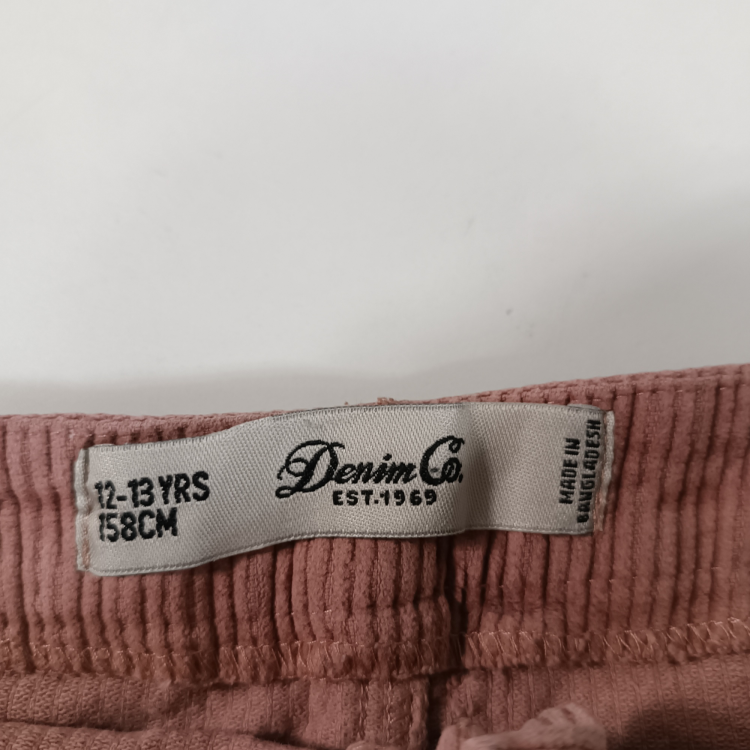 12-13 YRS
158CM
Denim Co.
EST.1969
MADE IN
BANGLADESH